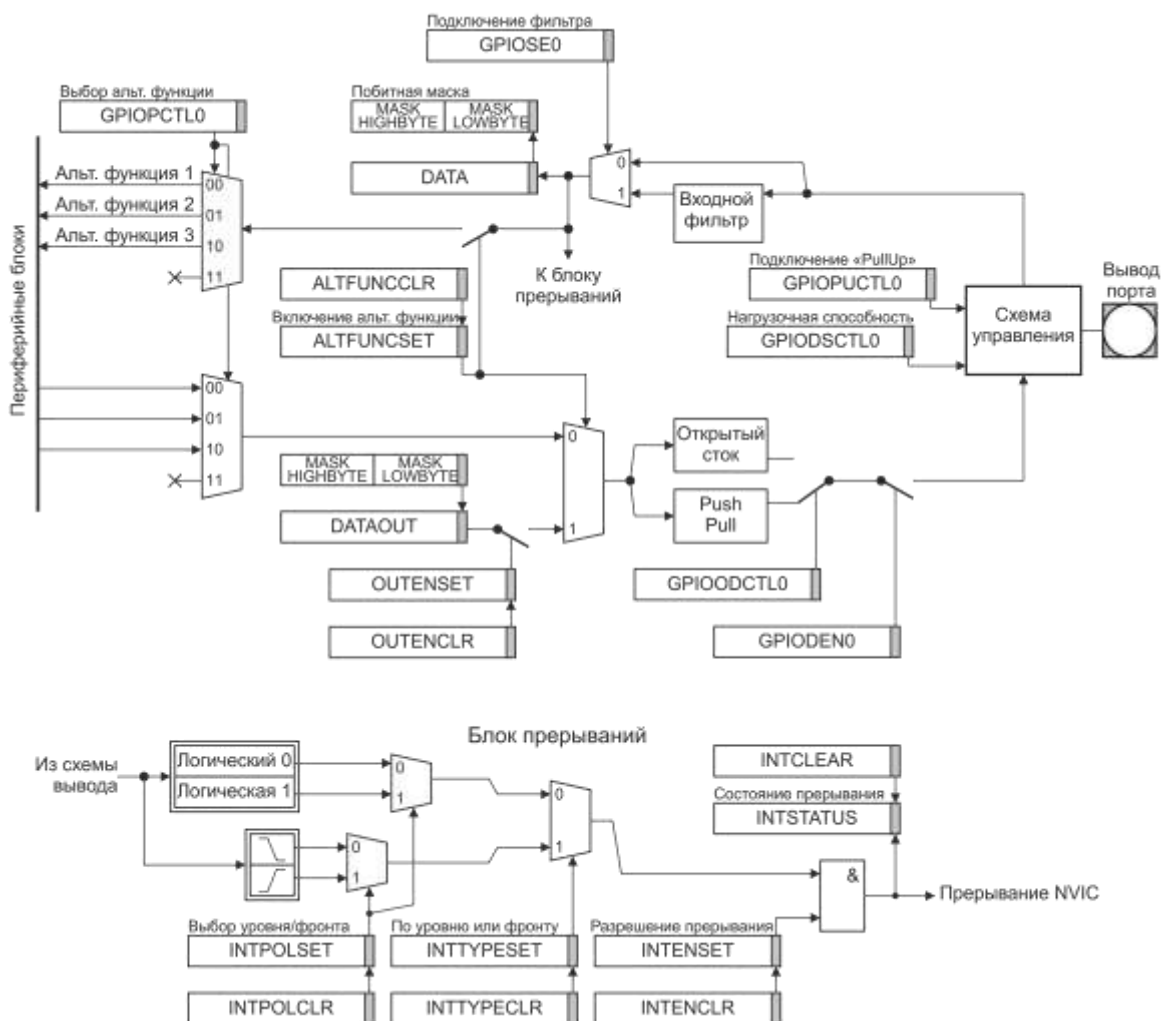 Подключение фильтра
GPIOSE0
Выбор альт. функции
GPIOPCTL0
Побитная маска
MASK HIGHBYTE
MASK LOWBYTE
DATA
0
1
Входной фильтр
Альт. функция 1
00
Альт. функция 2
01
Альт. функция 3
10
11
Периферийные блоки
К блоку прерываний
ALTFUNCCLR
Включение альт. функции
ALTFUNCSET
Подключение «PullUp»
GPIOPUCTL0
Нагрузочная способность
GPIODSCTL0
Схема управления
Вывод порта
00
01
10
11
0
1
MASK HIGHBYTE
MASK LOWBYTE
DATAOUT
Открытый сток
Push Pull
OUTENSET
OUTENCLR
GPIOODCTL0
GPIODEN0
Блок прерываний
Из схемы вывода
Логический 0
Логическая 1
0
1
0
1
0
1
INTCLEAR
Состояние прерывания
INTSTATUS
&
Прерывание NVIC
Выбор уровня/фронта
INTPOLSET
INTPOLCLR
По уровню или фронту
INTTYPESET
INTTYPECLR
Разрешение прерывания
INTENSET
INTENCLR